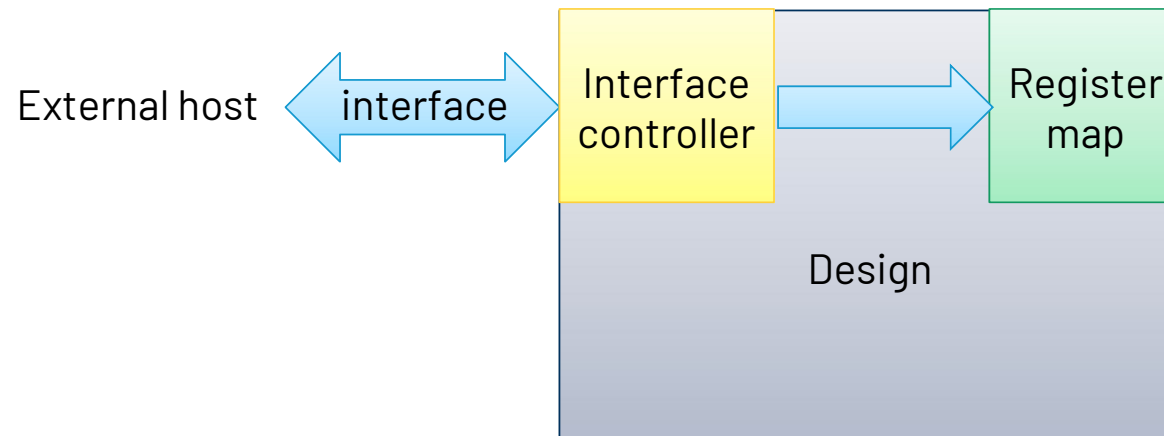 External host
interface
Interface
controller
Register
map
Design